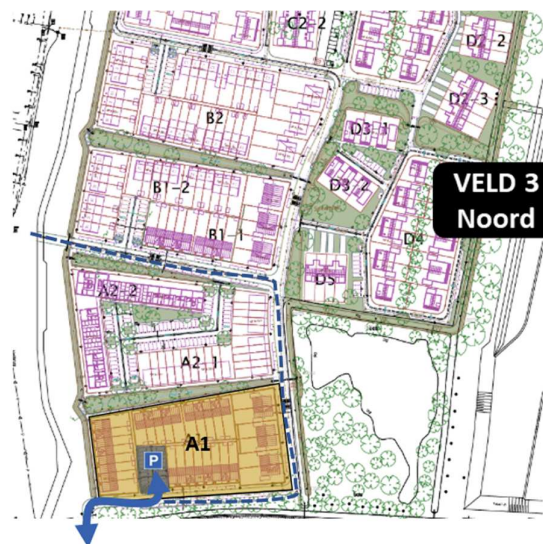 C2-2
D2-2
D2-3
B2
D3-1
B1-2
D3-2
VELD 3
Noord
B1-1
D4
A2-2
D5
A2-1
A1
P